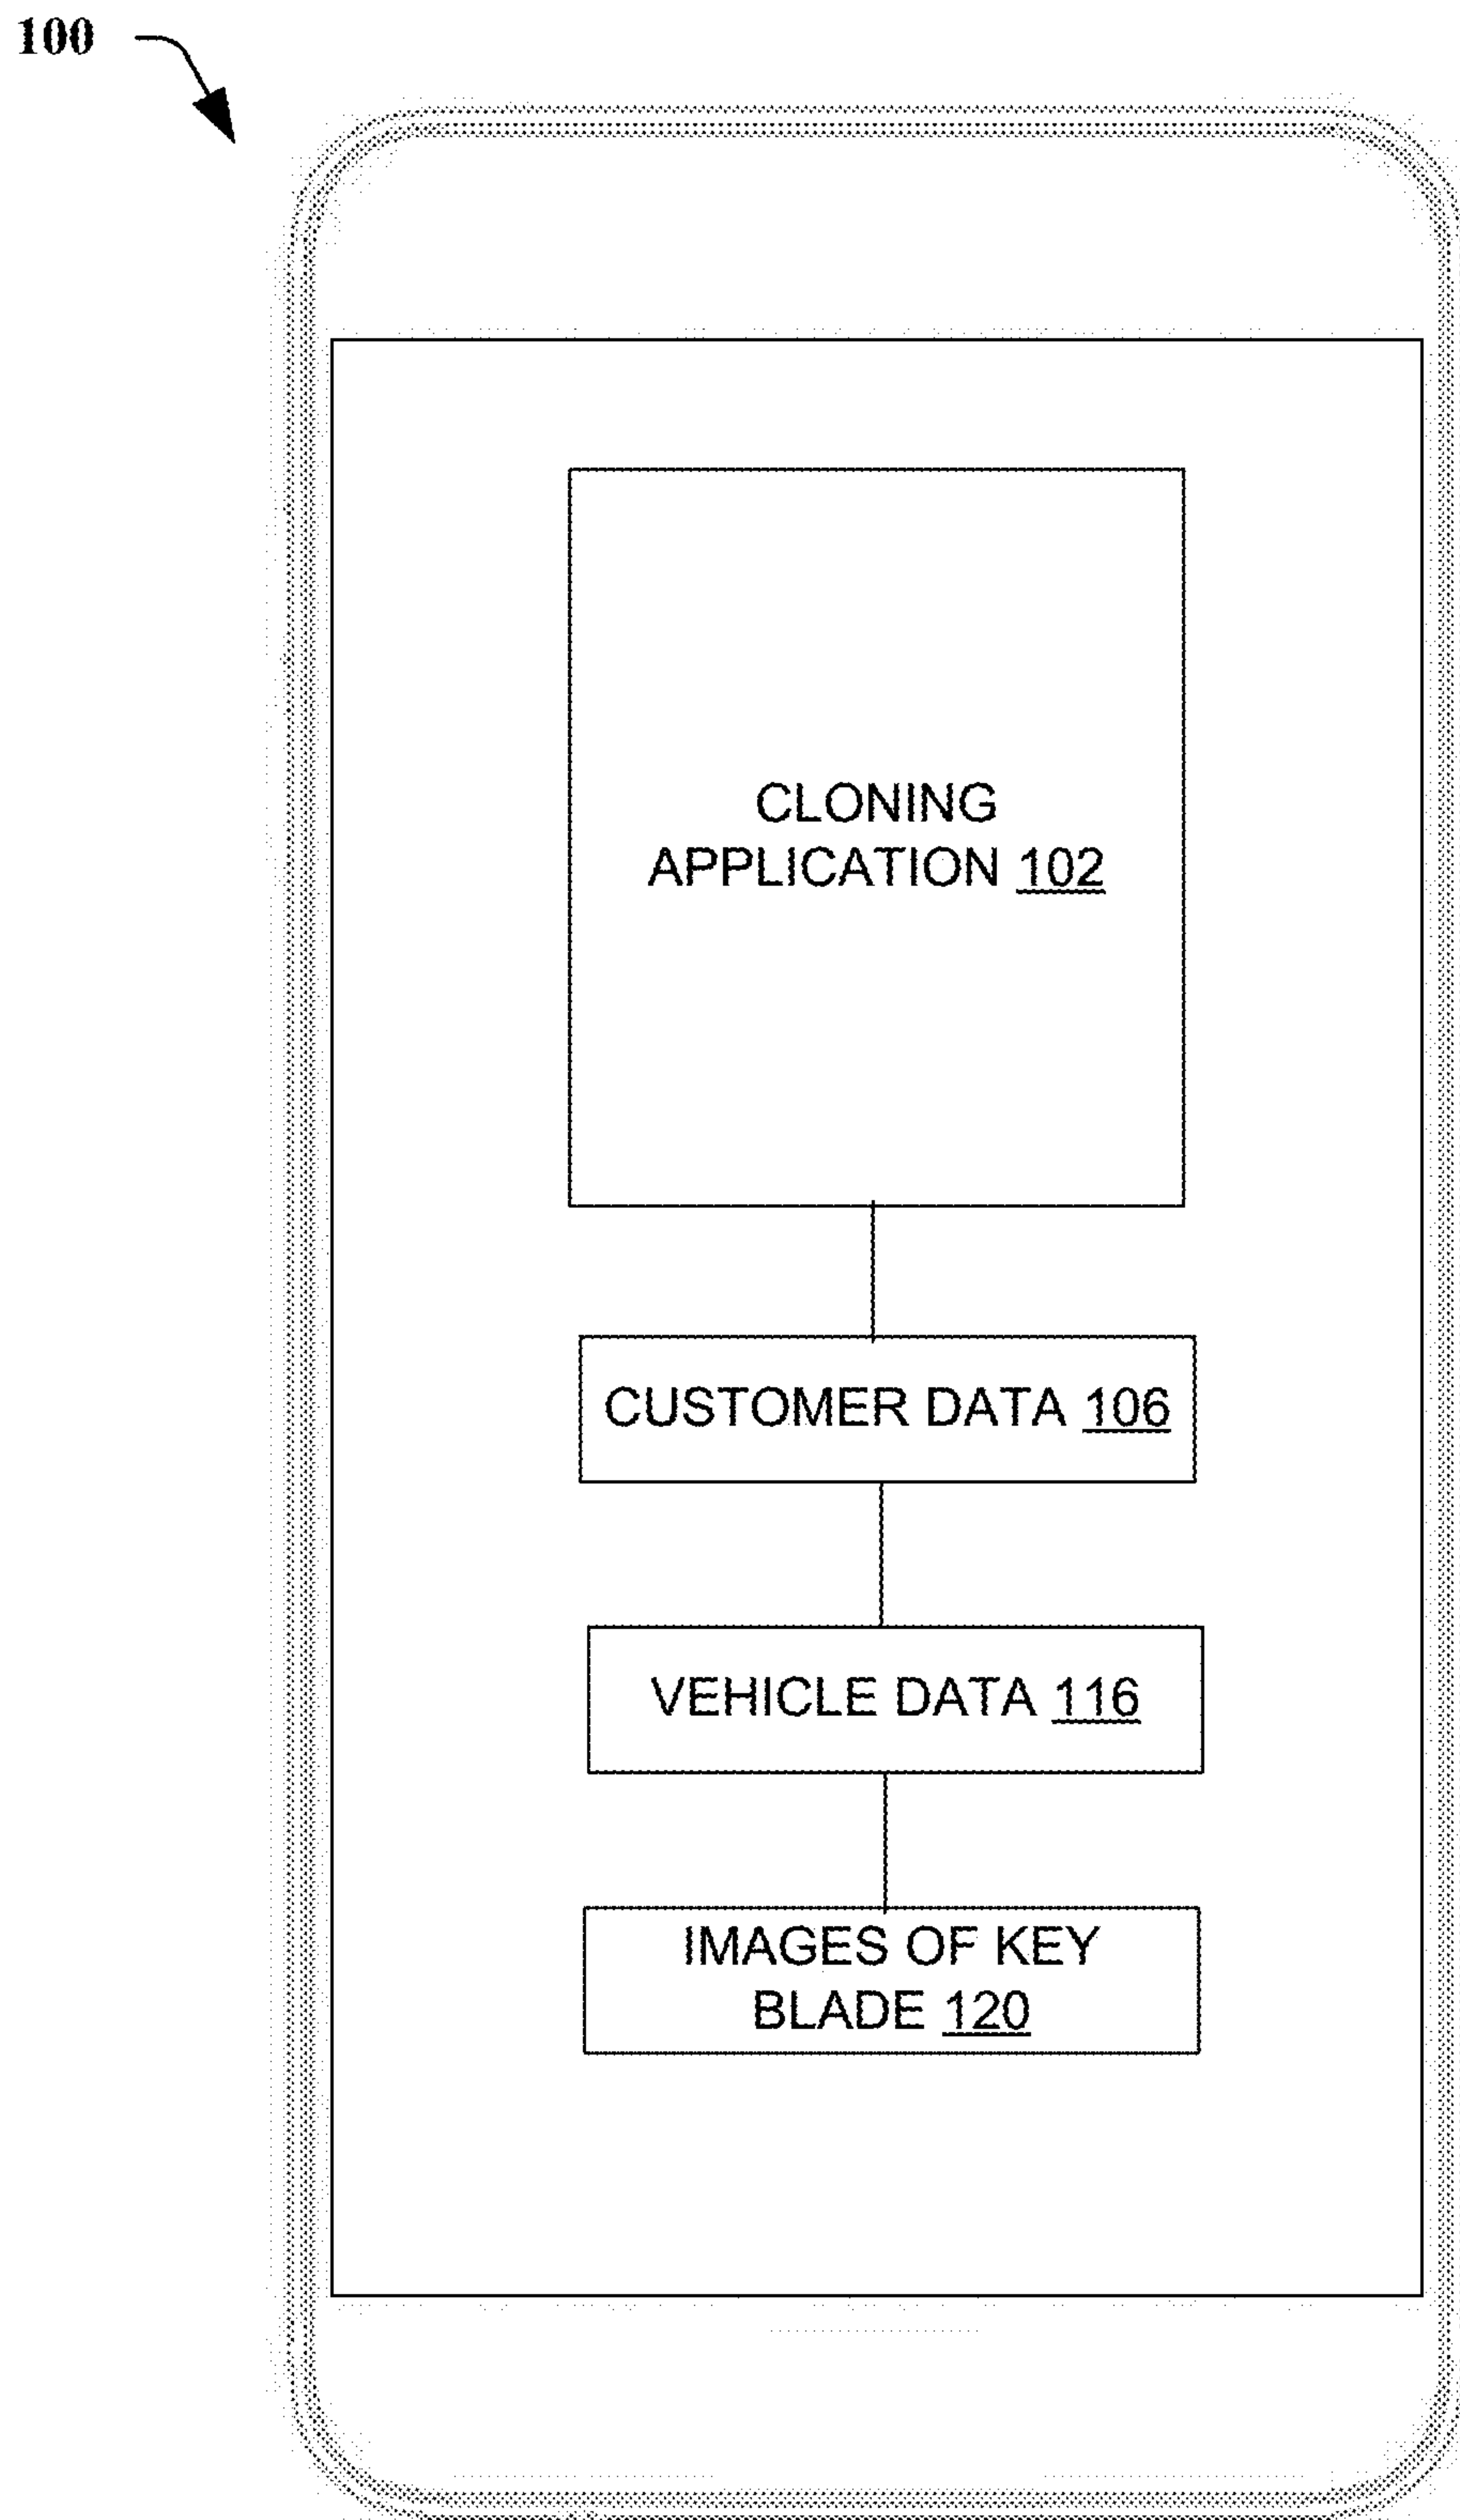 100
CLONING
APPLICATION 102
CUSTOMER DATA 106
VEHICLE DATA 116
IMAGES OF KEY
BLADE 120